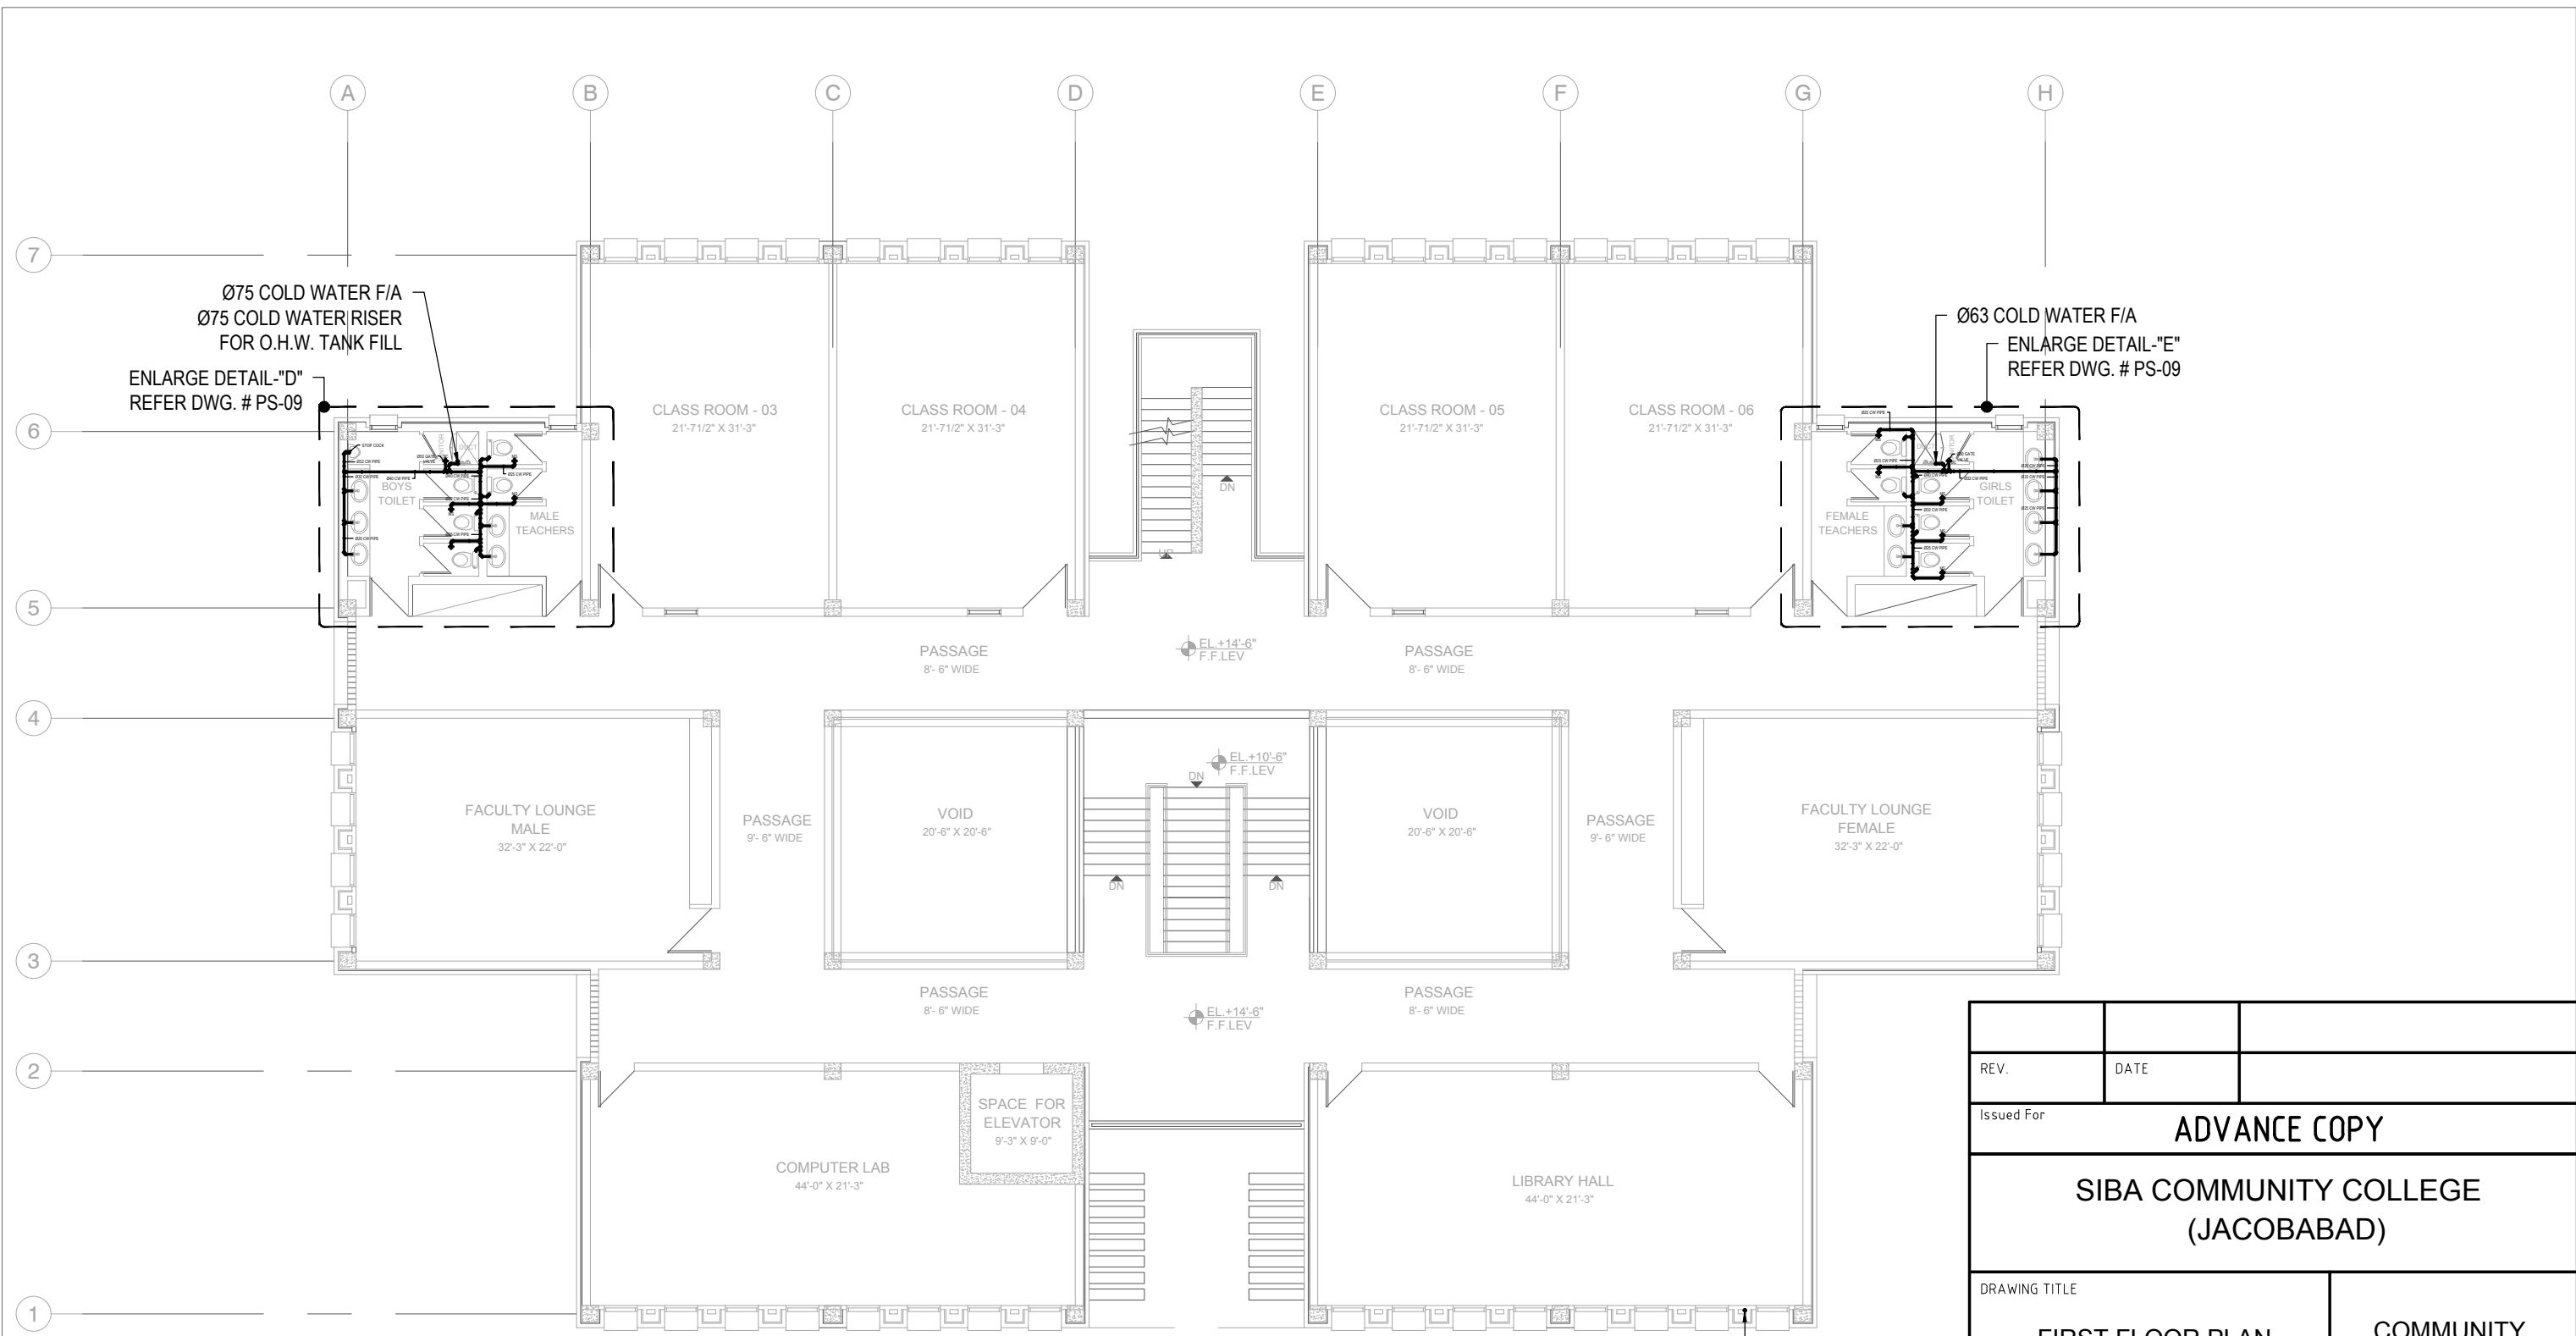 A
B
C
D
E
F
G
H
7
6
5
4
3
2
1
Ø75 COLD WATER F/A
Ø75 COLD WATER RISER
FOR O.H.W. TANK FILL
ENLARGE DETAIL-"D"
REFER DWG. # PS-09
Ø63 COLD WATER F/A
ENLARGE DETAIL-"E"
REFER DWG. # PS-09
CLASS ROOM - 03
21'-71/2" X 31'-3"
CLASS ROOM - 04
21'-71/2" X 31'-3"
CLASS ROOM - 05
21'-71/2" X 31'-3"
CLASS ROOM - 06
21'-71/2" X 31'-3"
STOP COCK
BOYS
TOILET
MALE
TEACHERS
DN
UP
FEMALE
TEACHERS
GIRLS
TOILET
PASSAGE
8'- 6" WIDE
EL.+14'-6"
F.F.LEV
PASSAGE
8'- 6" WIDE
FACULTY LOUNGE
MALE
32'-3" X 22'-0"
PASSAGE
9'- 6" WIDE
VOID
20'-6" X 20'-6"
EL.+10'-6"
F.F.LEV
DN
DN
DN
VOID
20'-6" X 20'-6"
PASSAGE
9'- 6" WIDE
FACULTY LOUNGE
FEMALE
32'-3" X 22'-0"
PASSAGE
8'- 6" WIDE
EL.+14'-6"
F.F.LEV
PASSAGE
8'- 6" WIDE
SPACE FOR
ELEVATOR
9'-3" X 9'-0"
COMPUTER LAB
44'-0" X 21'-3"
LIBRARY HALL
44'-0" X 21'-3"
REV.
DATE
Issued For
ADVANCE COPY
SIBA COMMUNITY COLLEGE
(JACOBABAD)
DRAWING TITLE
FIRST FLOOR PLAN
COMMUNITY